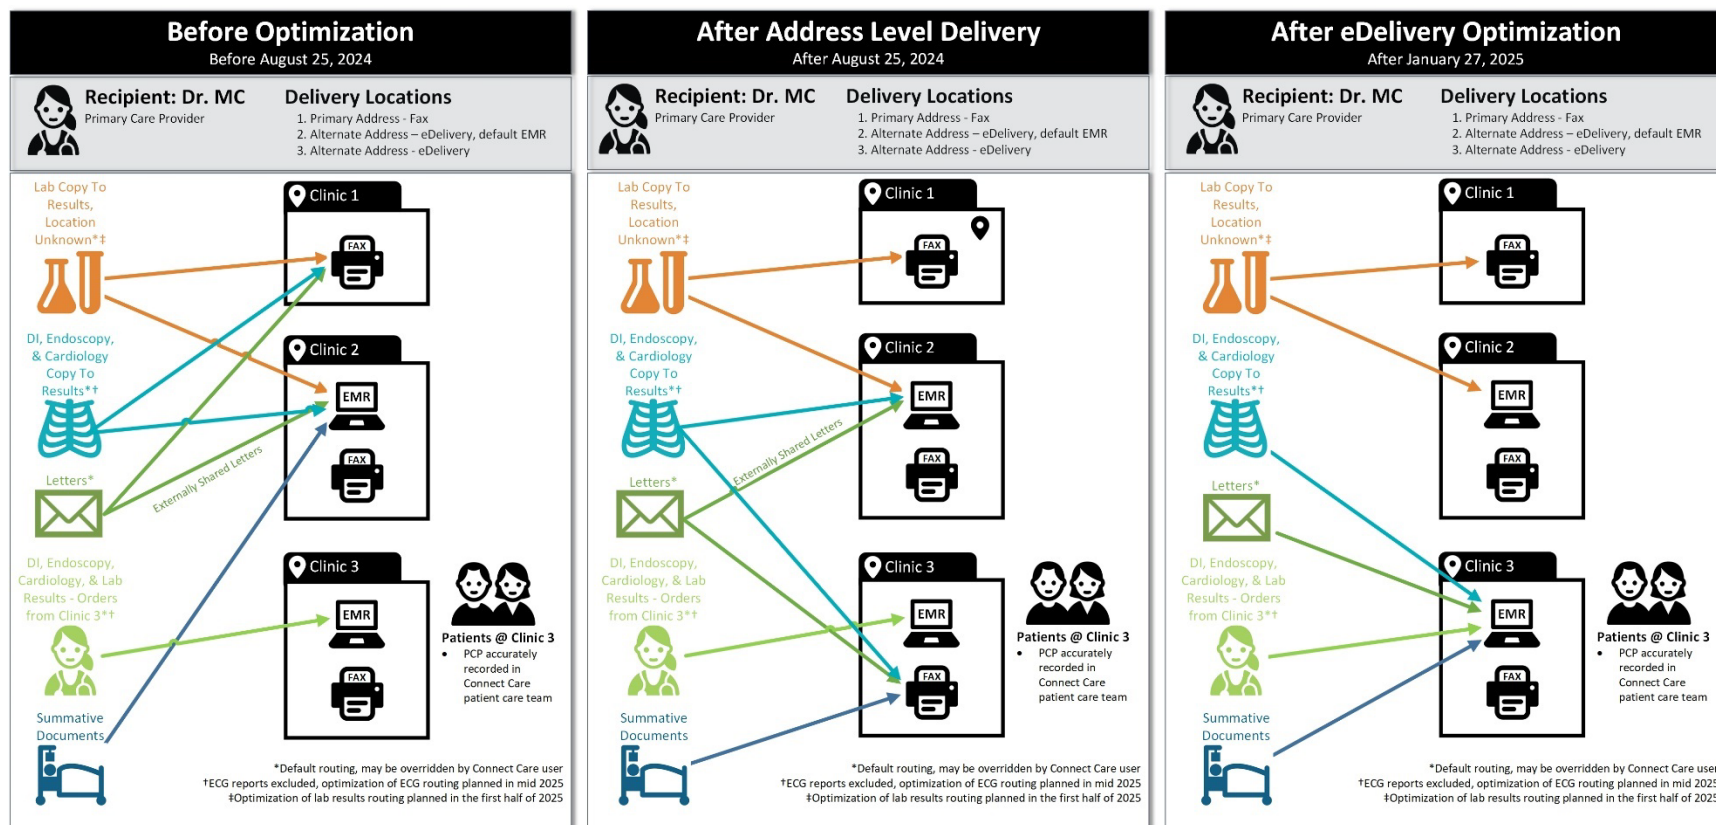 Before Optimization
Before August 25, 2024
Recipient: Dr. MC
Primary Care Provider
Delivery Locations
1. Primary Address - Fax
2. Alternate Address – eDelivery, default EMR
3. Alternate Address - eDelivery
Lab Copy To
Results,
Location
Unknown*‡
DI, Endoscopy,
& Cardiology
Copy To
Results*†
Letters*
Externally Shared Letters
DI, Endoscopy,
Cardiology, & Lab
Results - Orders
from Clinic 3*†
Summative
Documents
Clinic 1
FAX
Clinic 2
EMR
FAX
Clinic 3
EMR
FAX
Patients @ Clinic 3
• PCP accurately
recorded in
Connect Care
patient care team
*Default routing, may be overridden by Connect Care user
†ECG reports excluded, optimization of ECG routing planned in mid 2025
‡Optimization of lab results routing planned in the first half of 2025
After Address Level Delivery
After August 25, 2024
Recipient: Dr. MC
Primary Care Provider
Delivery Locations
1. Primary Address - Fax
2. Alternate Address – eDelivery, default EMR
3. Alternate Address - eDelivery
Lab Copy To
Results,
Location
Unknown*‡
DI, Endoscopy,
& Cardiology
Copy To
Results*†
Letters*
Externally Shared Letters
DI, Endoscopy,
Cardiology, & Lab
Results - Orders
from Clinic 3*†
Summative
Documents
Clinic 1
FAX
Clinic 2
EMR
FAX
Clinic 3
EMR
FAX
Patients @ Clinic 3
• PCP accurately
recorded in
Connect Care
patient care team
*Default routing, may be overridden by Connect Care user
†ECG reports excluded, optimization of ECG routing planned in mid 2025
‡Optimization of lab results routing planned in the first half of 2025
After eDelivery Optimization
After January 27, 2025
Recipient: Dr. MC
Primary Care Provider
Delivery Locations
1. Primary Address - Fax
2. Alternate Address – eDelivery, default EMR
3. Alternate Address - eDelivery
Lab Copy To
Results,
Location
Unknown*‡
DI, Endoscopy,
& Cardiology
Copy To
Results*†
Letters*
DI, Endoscopy,
Cardiology, & Lab
Results - Orders
from Clinic 3*†
Summative
Documents
Clinic 1
FAX
Clinic 2
EMR
FAX
Clinic 3
EMR
FAX
Patients @ Clinic 3
• PCP accurately
recorded in
Connect Care
patient care team
*Default routing, may be overridden by Connect Care user
†ECG reports excluded, optimization of ECG routing planned in mid 2025
‡Optimization of lab results routing planned in the first half of 2025